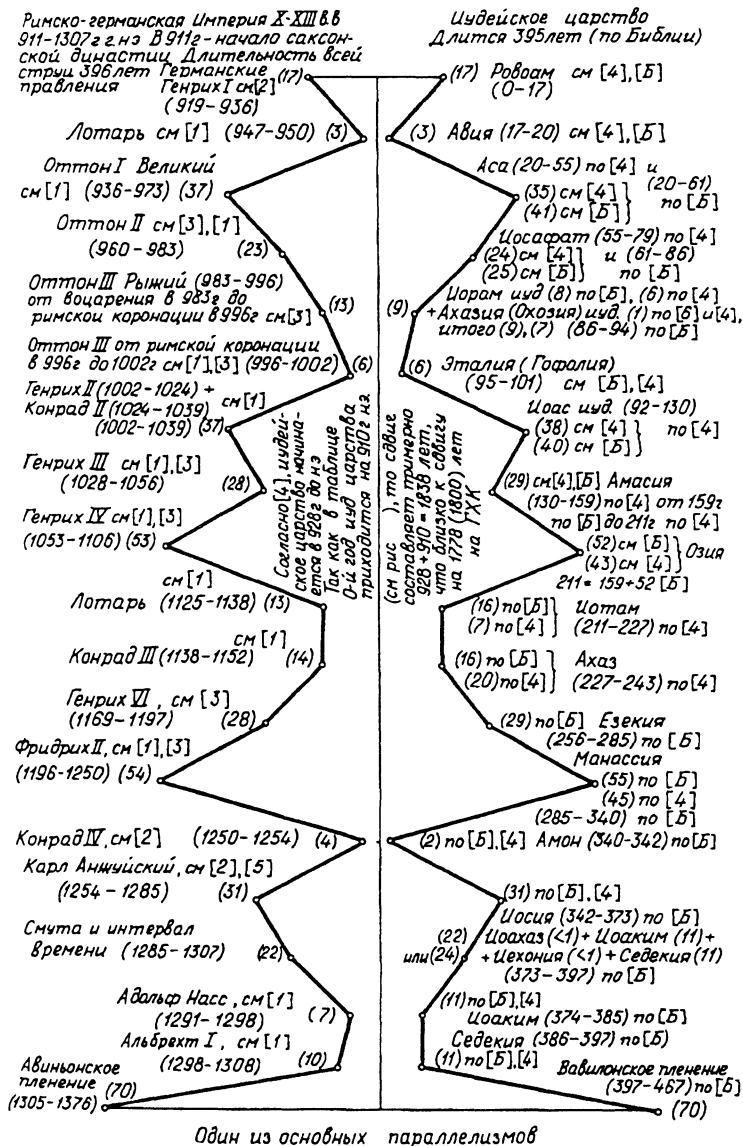 Римско-германская Империя X-XIII в.в
911-1307гг.нэ В 911г-начало саксон-
ской династии Длительность всей
струи 396лет Германские
правления
Генрих I см[2]
(919-936)
(17)
Лотарь см [1] (947-950) (3)
Оттон I Великий
см[1] (936-973) (37)
Оттон II см[3],[1]
(960-983) (23)
Оттон III Рыжий (983-996)
от воцарения в 983г до
римской коронации в 996г см[3]
(13)
Оттон III от римской коронации
в 996г до 1002г см[1],[3] (996-1002)
(6)
Генрих II (1002-1024) +
Конрад II (1024-1039) см[1]
(1002-1039) (37)
Генрих III см[1],[3]
(1028-1056) (28)
Генрих IV см[1],[3]
(1053-1106) (53)
см[1]
Лотарь (1125-1138) (13)
см[1]
Конрад III (1138-1152) (14)
Генрих VI, см [3]
(1169-1197) (28)
Фридрих II, см [1],[3]
(1196-1250) (54)
Конрад IV, см[2] (1250-1254) (4)
Карл Анжуйский, см [2],[5]
(1254-1285) (31)
Смута и интервал
времени (1285-1307) (22)
Адольф Насс, см[1]
(1291-1298) (7)
Альбрехт I, см [1]
(1298-1308) (10)
Авиньонское
пленение (70)
(1305-1376)
Согласно[4], иудей-
ское царство начина-
ется в 928г до нэ
Так как в таблице
0-й год иуд царства
приходится на 910г нэ,
(см рис ), то сдвиг
составляет примерно
928+910=1838 лет,
что близко к сдвигу
на 1778 (1800) лет
на ГХК
Иудейское царство
Длится 395лет (по Библии)
(17) Ровоам см [4],[Б]
(0-17)
(3) Авия (17-20) см [4],[Б]
Аса (20-55) по [4] и
(35) см [4] } (20-61)
(41) см [Б] } по [Б]
Иосафат (55-79) по [4]
(24) см [4] } и (61-86)
(25) см [Б] } по [Б]
Иорам иуд (8) по [Б], (6) по [4]
(9) +Ахазия (Охозия) иуд. (1) по [б] и [4],
итого (9),(7) (86-94) по [Б]
(6) Эталия (Гофолия)
(95-101) см [Б],[4]
Иоас иуд. (92-130)
(38) см [4] } по [4]
(40) см [Б] }
(29) см[4],[Б] Амасия
(130-159) по [4] от 159г
по [Б] до 211г по [4]
(52) см [Б] } Озия
(43) см [4] }
211=159+52 [Б]
(16) по [Б] } Иотам
(7) по [4] } (211-227) по [4]
(16) по [Б] } Ахаз
(20) по [4] } (227-243) по [4]
(29) по [Б] Езекия
(256-285) по [Б]
Манассия
(55) по [Б]
(45) по [4]
(285-340) по [Б]
(2) по [Б],[4] Амон (340-342) по [Б]
(31) по [Б],[4]
Иосия (342-373) по [Б]
(22) Иоахаз (<1) + Иоаким (11) +
или (24) + Иехония (<1) + Седекия (11)
(373-397) по [Б]
(11) по [Б],[4]
Иоаким (374-385) по [Б]
Седекия (386-397) по [Б]
(11) по [Б],[4]
Вавилонское пленение
(397-467) по [Б]
(70)
Один из основных параллелизмов